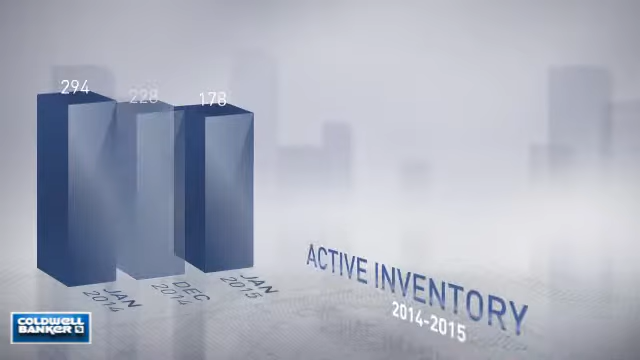 294
228
178
JAN
2014
DEC
2014
JAN
2015
ACTIVE INVENTORY
2014-2015
COLDWELL
BANKER